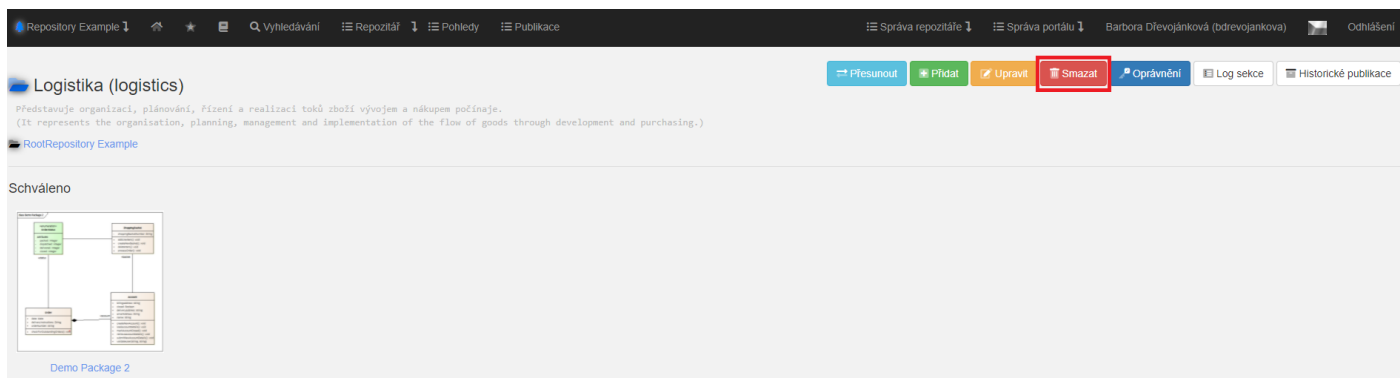 Repository Example
Vyhledávání
Repozitář
Pohledy
Publikace
Správa repozitáře
Správa portálu
Barbora Dřevojánková (bdrevojankova)
Odhlášení
Přesunout
Přidat
Upravit
Smazat
Oprávnění
Log sekce
Historické publikace
Logistika (logistics)
Představuje organizaci, plánování, řízení a realizaci toků zboží vývojem a nákupem počínaje.
(It represents the organisation, planning, management and implementation of the flow of goods through development and purchasing.)
RootRepository Example
Schváleno
Demo Package 2